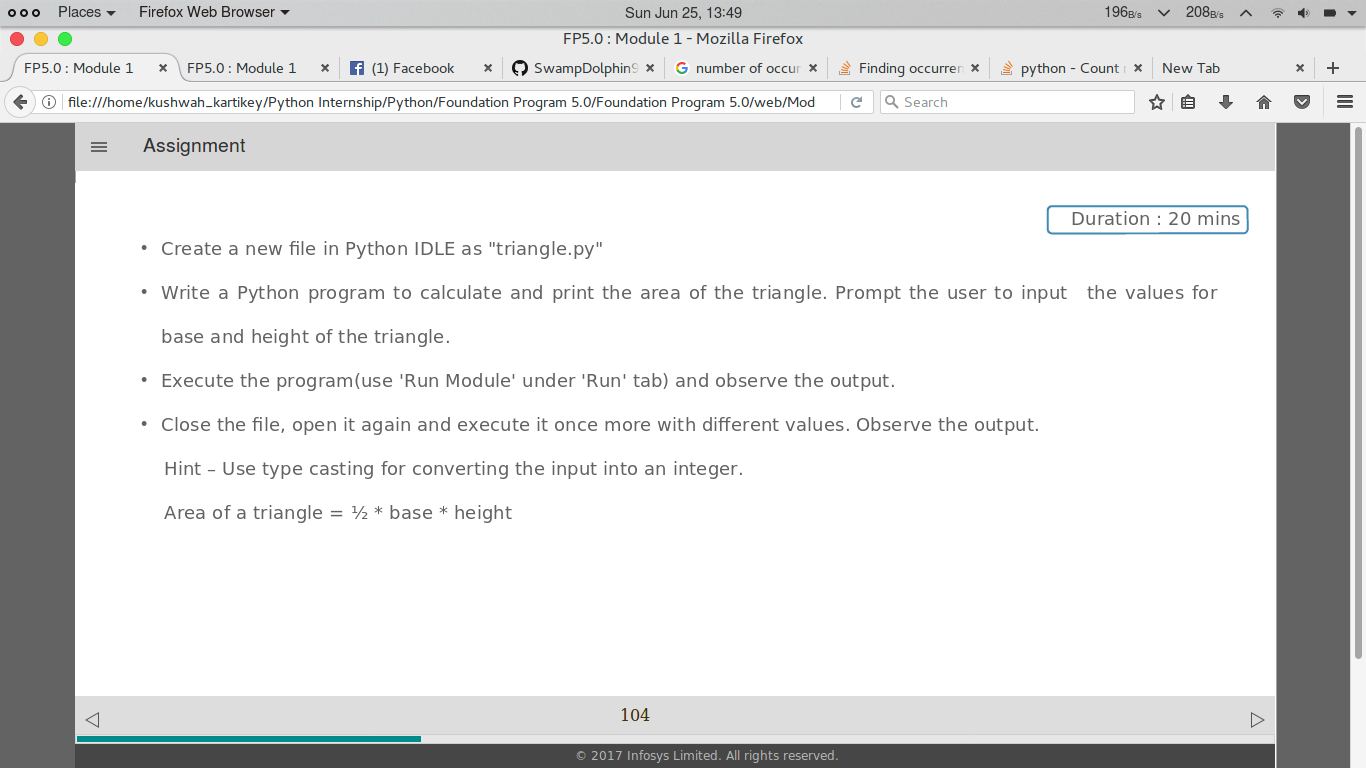 Places
Firefox Web Browser
Sun Jun 25, 13:49
196B/s
208B/s
FP5.0 : Module 1 - Mozilla Firefox
FP5.0 : Module 1
FP5.0 : Module 1
(1) Facebook
SwampDolphin9
number of occur
Finding occurren
python - Count
New Tab
file:///home/kushwah_kartikey/Python Internship/Python/Foundation Program 5.0/Foundation Program 5.0/web/Mod
Search
Assignment
Duration : 20 mins
• Create a new file in Python IDLE as "triangle.py"
• Write a Python program to calculate and print the area of the triangle. Prompt the user to input the values for
base and height of the triangle.
• Execute the program(use 'Run Module' under 'Run' tab) and observe the output.
• Close the file, open it again and execute it once more with different values. Observe the output.
Hint – Use type casting for converting the input into an integer.
Area of a triangle = ½ * base * height
104
© 2017 Infosys Limited. All rights reserved.